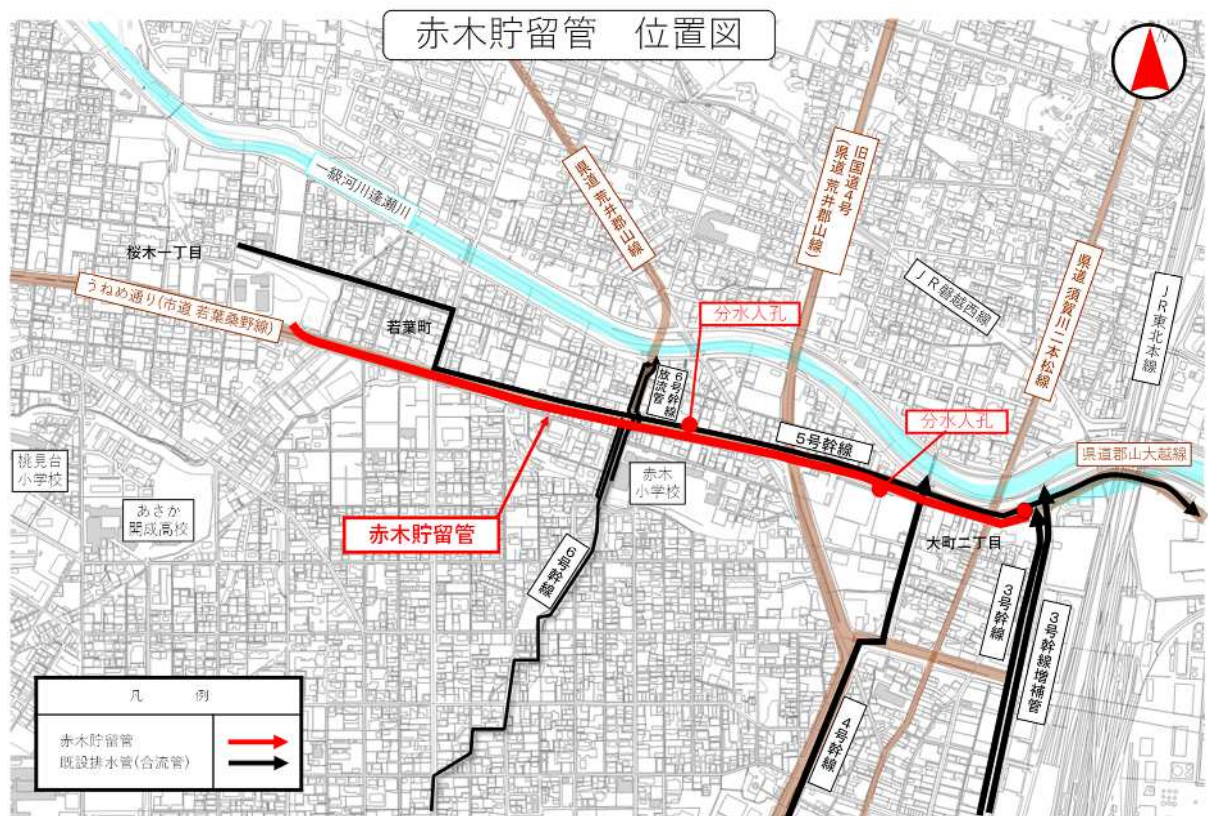 赤木貯留管　位置図
N
一級河川逢瀬川
県道 荒井郡山線
旧国道4号
(県道 荒井郡山線)
県道 須賀川二本松線
JR磐越西線
JR東北本線
桜木一丁目
うねめ通り(市道 若葉桑野線)
若葉町
分水人孔
6号幹線
放流管
5号幹線
分水人孔
県道郡山大越線
桃見台
小学校
あさか
開成高校
赤木
小学校
赤木貯留管
大町二丁目
6号幹線
3号幹線
3号幹線増補管
4号幹線
凡　例
赤木貯留管
既設排水管(合流管)